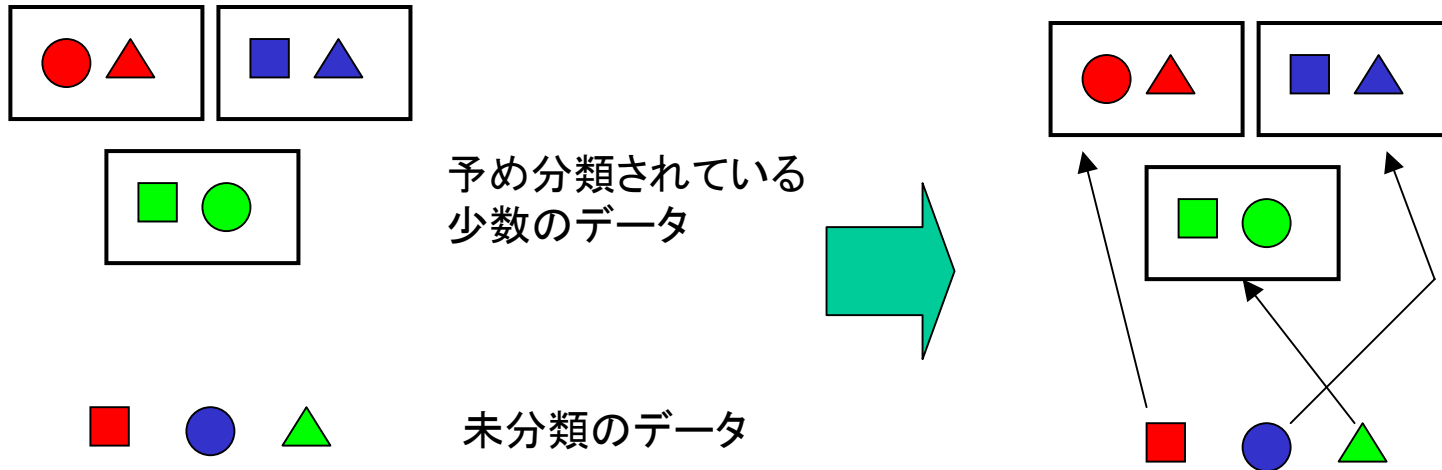 予め分類されている
少数のデータ
未分類のデータ